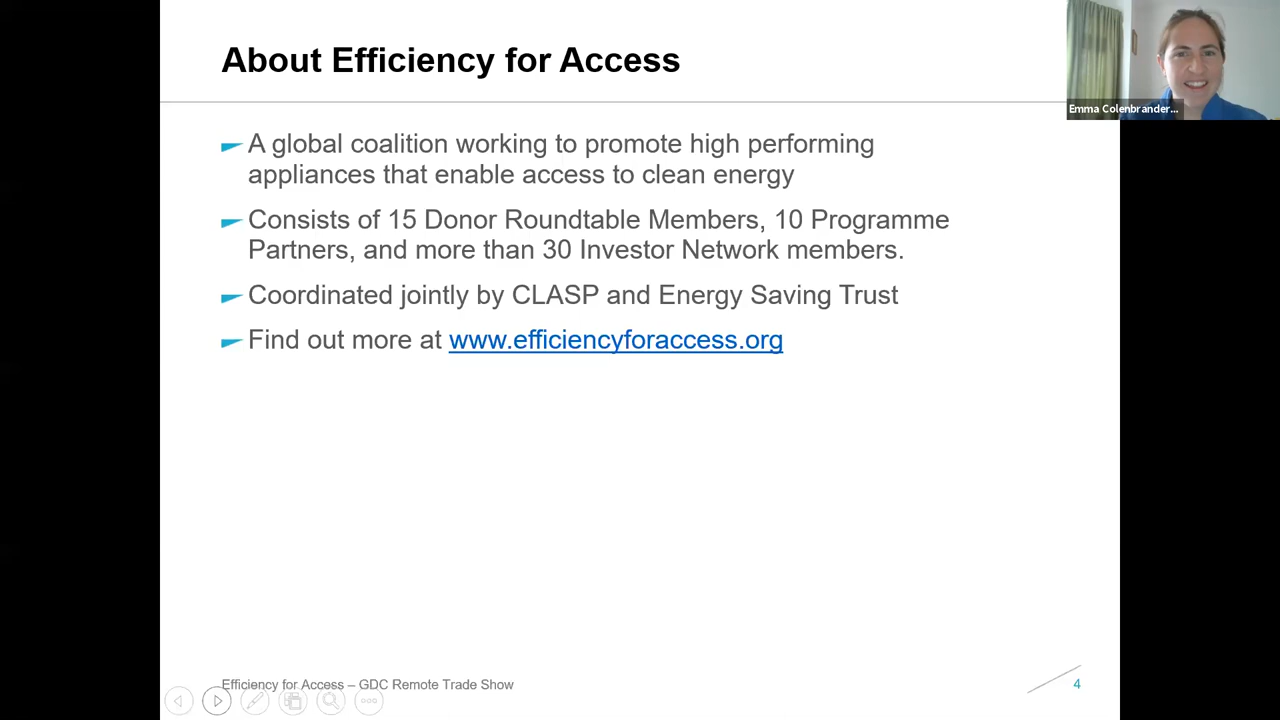 About Efficiency for Access
Emma Colenbrander...
A global coalition working to promote high performing
appliances that enable access to clean energy
Consists of 15 Donor Roundtable Members, 10 Programme
Partners, and more than 30 Investor Network members.
Coordinated jointly by CLASP and Energy Saving Trust
Find out more at www.efficiencyforaccess.org
Efficiency for Access – GDC Remote Trade Show
4